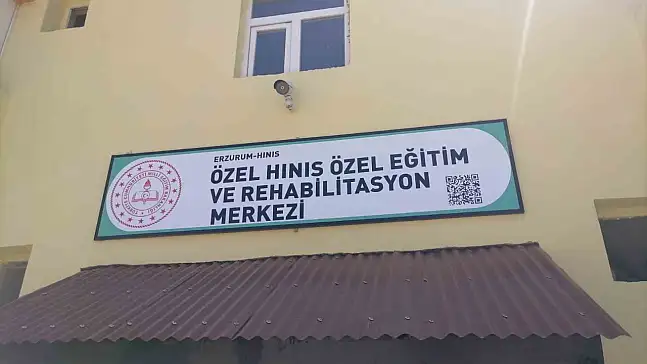 ERZURUM-HINIS
ÖZEL HINIS ÖZEL EĞİTİM
VE REHABİLİTASYON
MERKEZİ